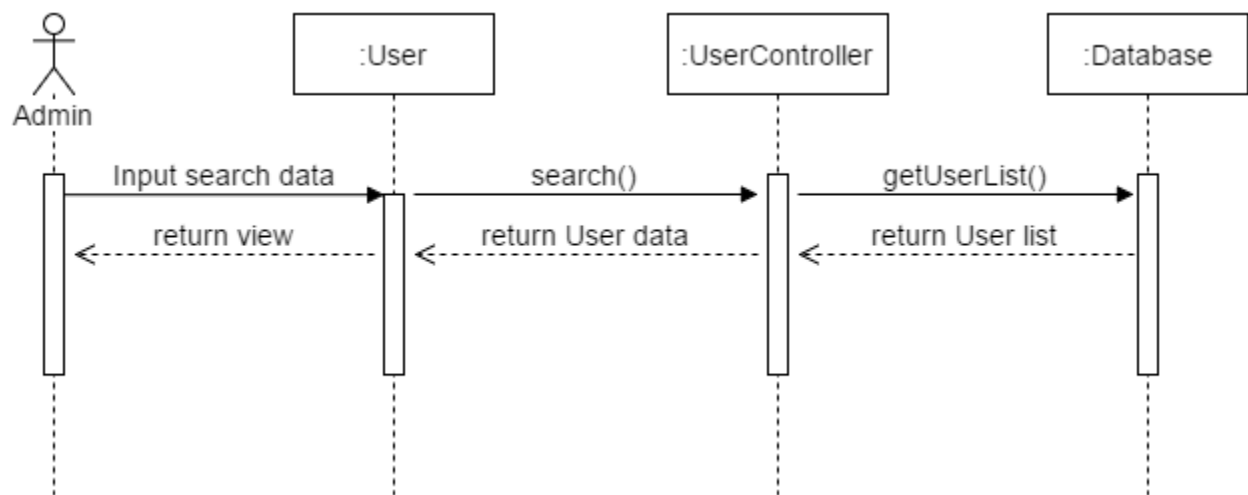 :User
:UserController
:Database
Admin
Input search data
search()
getUserList()
return view
return User data
return User list